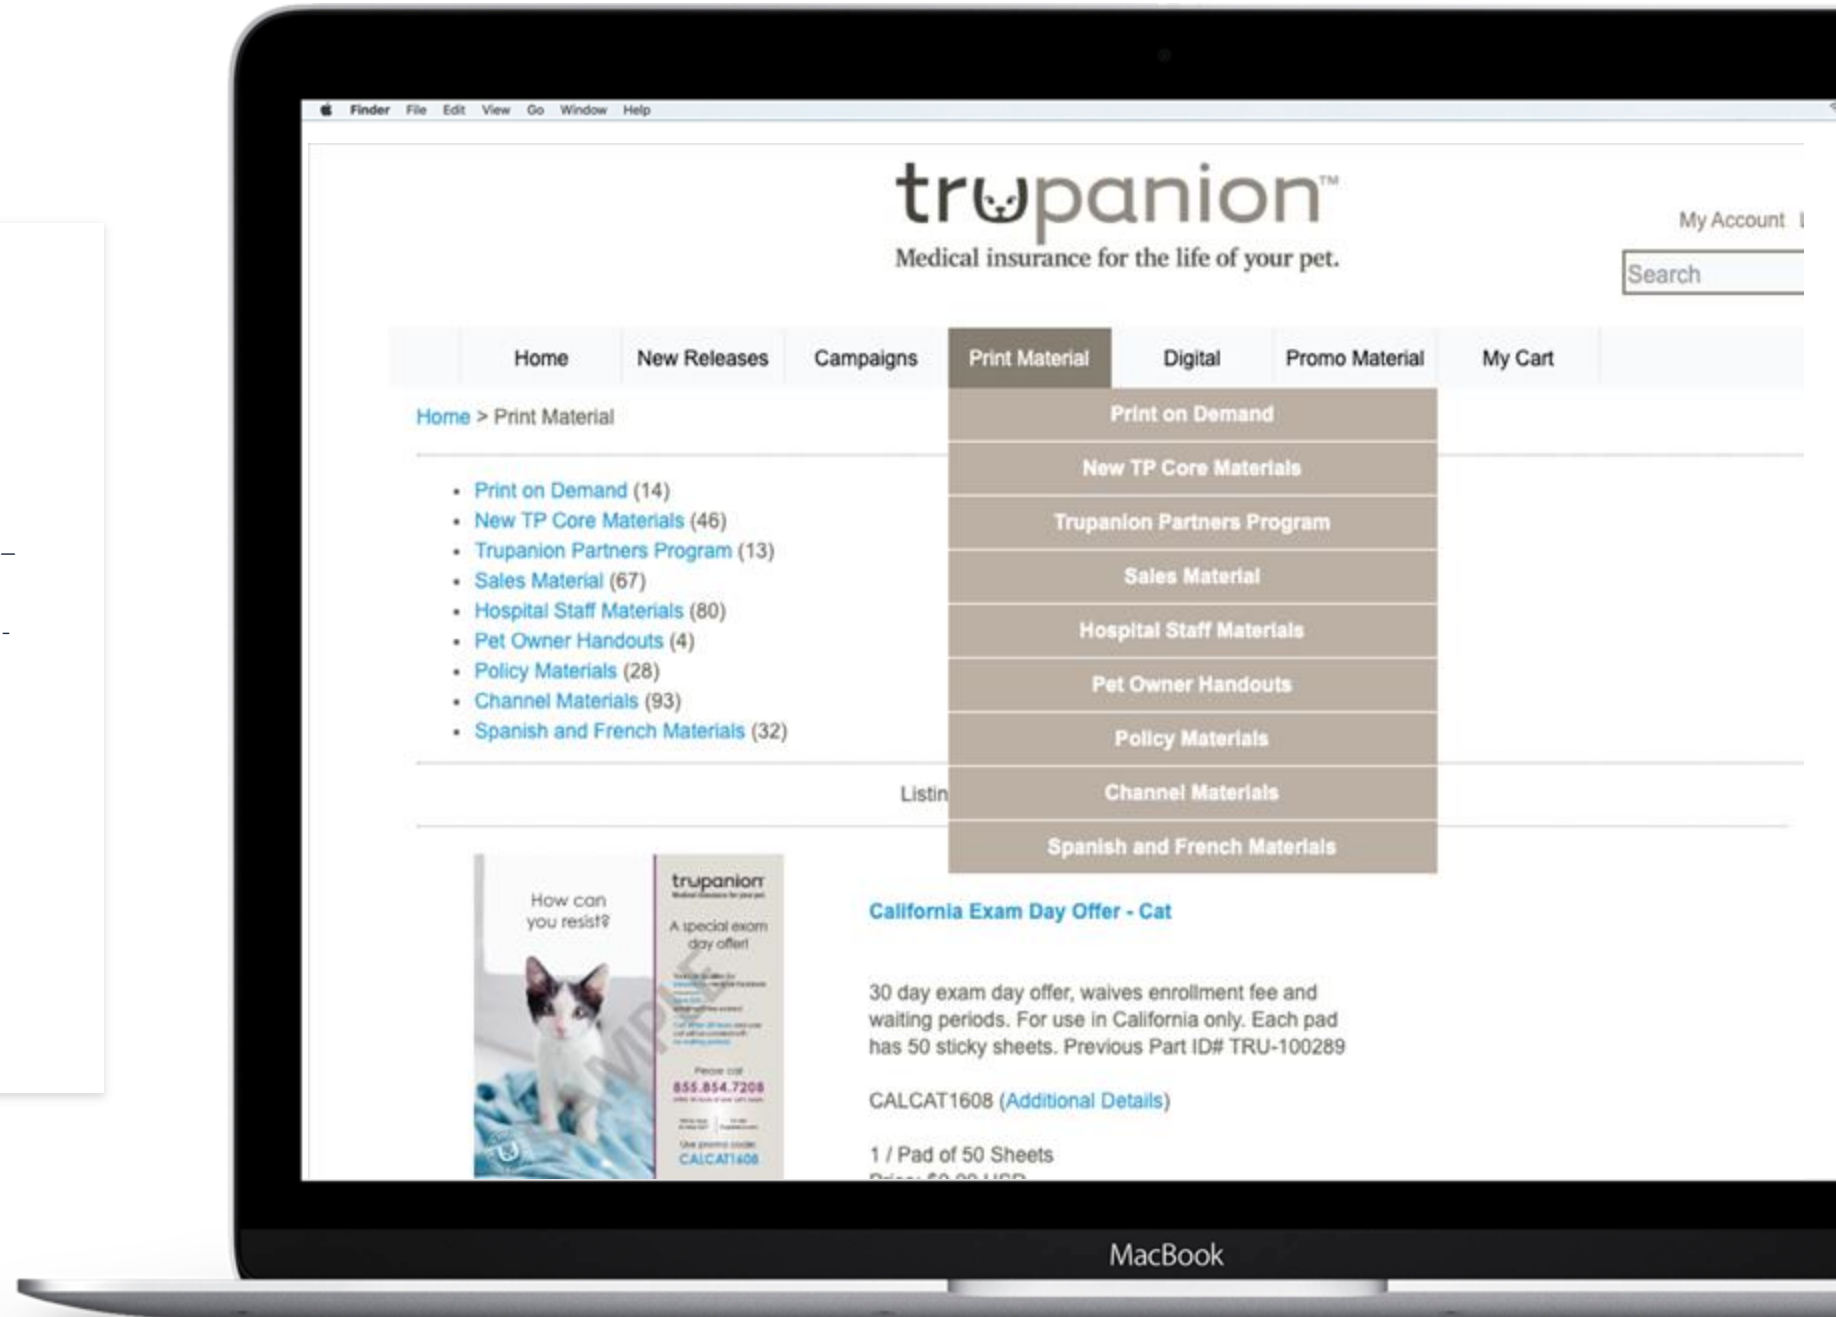 Finder File Edit View Go Window Help
trupanion™
Medical insurance for the life of your pet.
My Account
Search
Home New Releases Campaigns Print Material Digital Promo Material My Cart
Home > Print Material
Print on Demand
New TP Core Materials
Trupanion Partners Program
Sales Material
Hospital Staff Materials
Pet Owner Handouts
Policy Materials
Channel Materials
Spanish and French Materials
• Print on Demand (14)
• New TP Core Materials (46)
• Trupanion Partners Program (13)
• Sales Material (67)
• Hospital Staff Materials (80)
• Pet Owner Handouts (4)
• Policy Materials (28)
• Channel Materials (93)
• Spanish and French Materials (32)
Listin
How can
you resist?
trupanion
A special exam
day offer!
SAMPLE
Please call
855.854.7208
Use promo code:
CALCAT1608
California Exam Day Offer - Cat
30 day exam day offer, waives enrollment fee and
waiting periods. For use in California only. Each pad
has 50 sticky sheets. Previous Part ID# TRU-100289
CALCAT1608 (Additional Details)
1 / Pad of 50 Sheets
MacBook